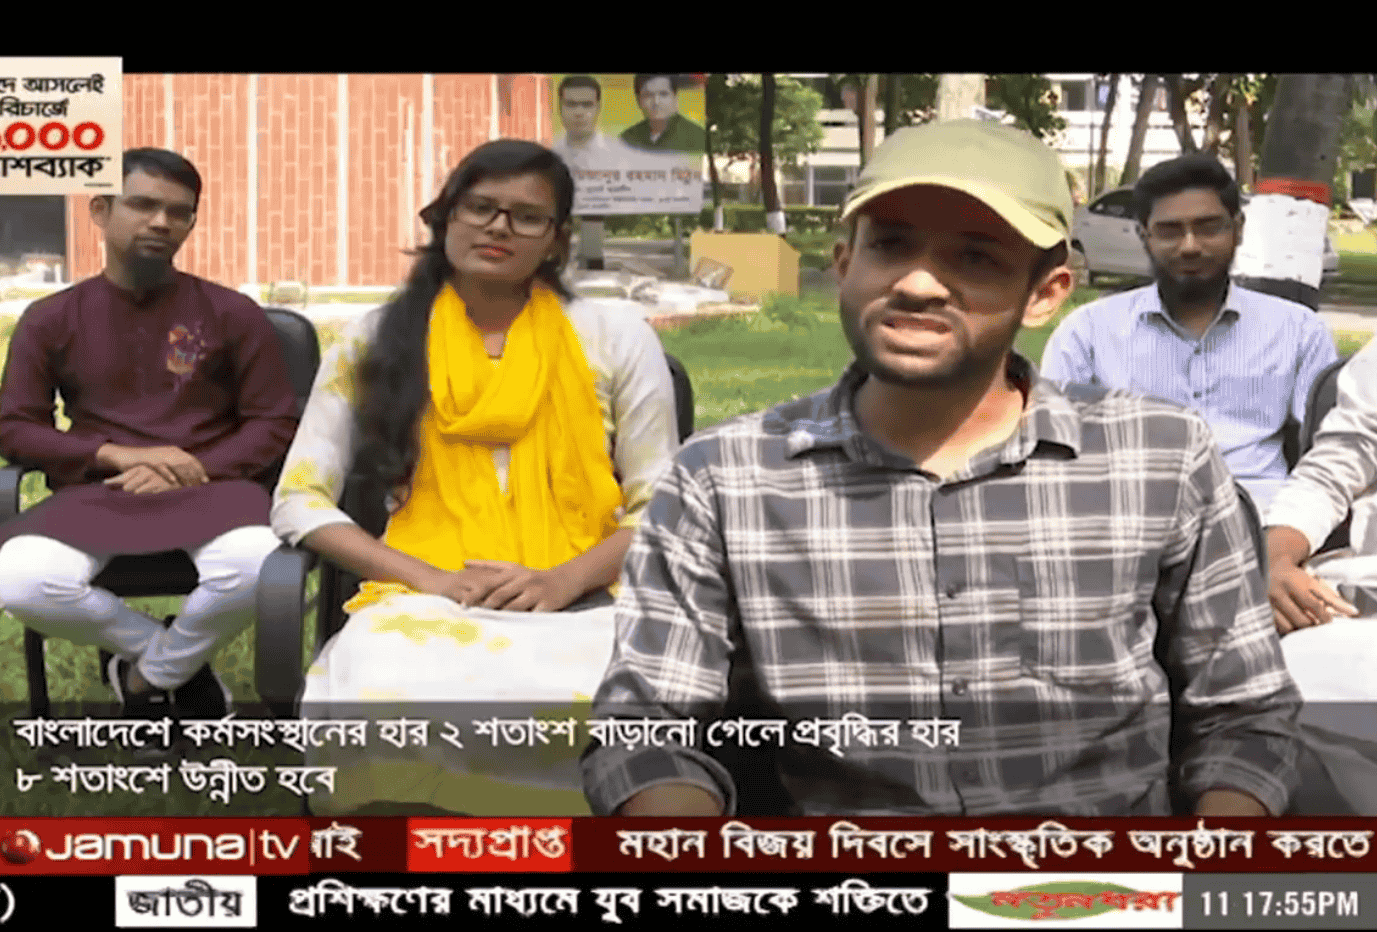 আসলেই
রিচার্জে
,০০০
শব্যাক
মিজানুর রহমান মিঠুন
বাংলাদেশে কর্মসংস্থানের হার ২ শতাংশ বাড়ানো গেলে প্রবৃদ্ধির হার
৮ শতাংশে উন্নীত হবে
Jamuna|tv াই সদ্যপ্রাপ্ত মহান বিজয় দিবসে সাংস্কৃতিক অনুষ্ঠান করতে
) জাতীয় প্রশিক্ষণের মাধ্যমে যুব সমাজকে শক্তিতে 11 17:55PM